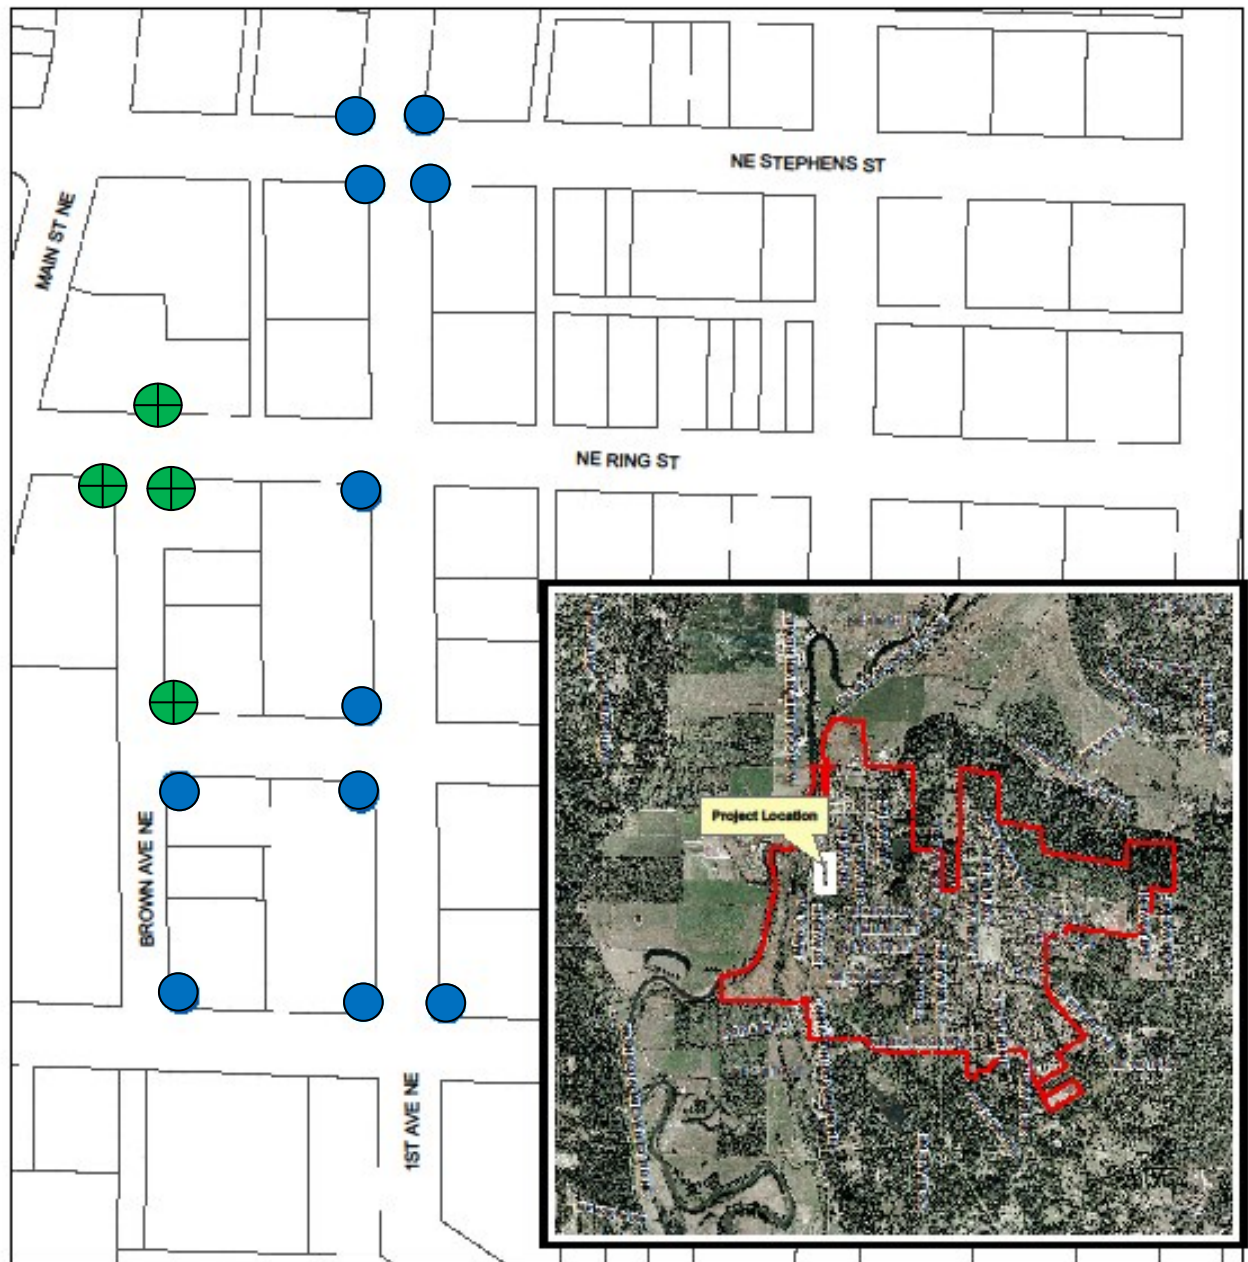 NE STEPHENS ST
MAIN ST NE
NE RING ST
Project Location
BROWN AVE NE
1ST AVE NE